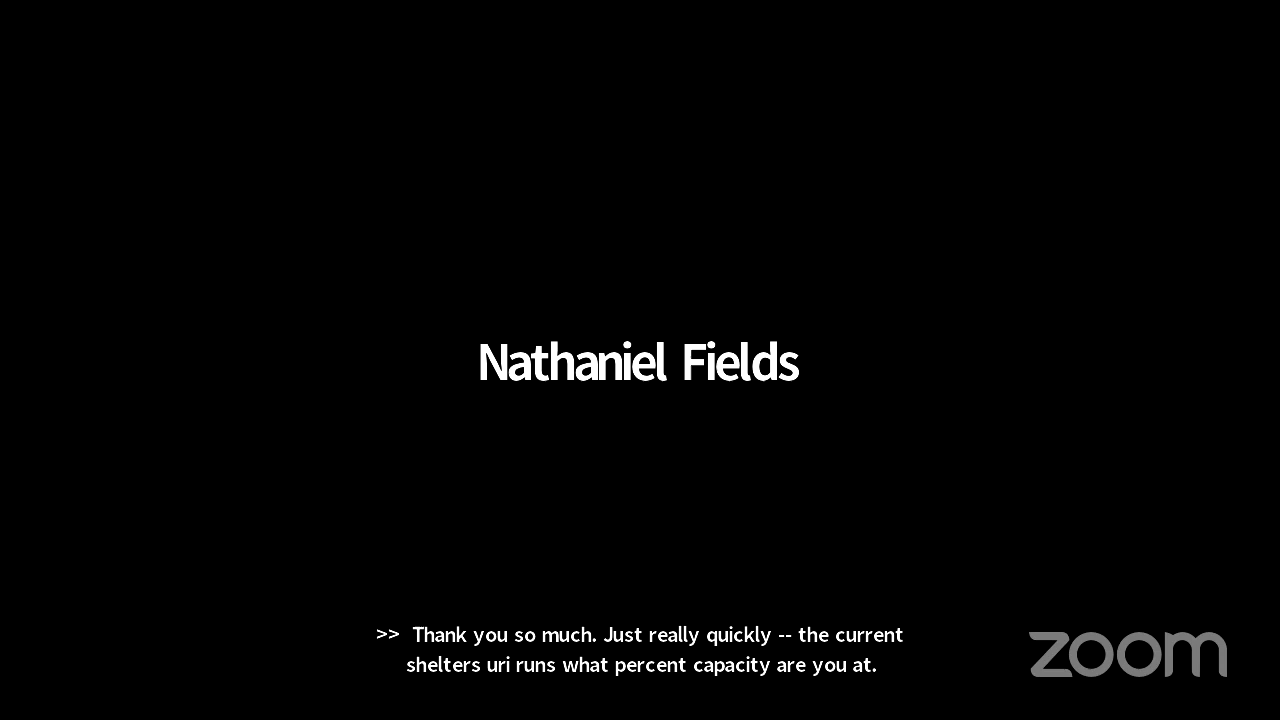 Nathaniel Fields
>> Thank you so much. Just really quickly -- the current
shelters uri runs what percent capacity are you at.
zoom